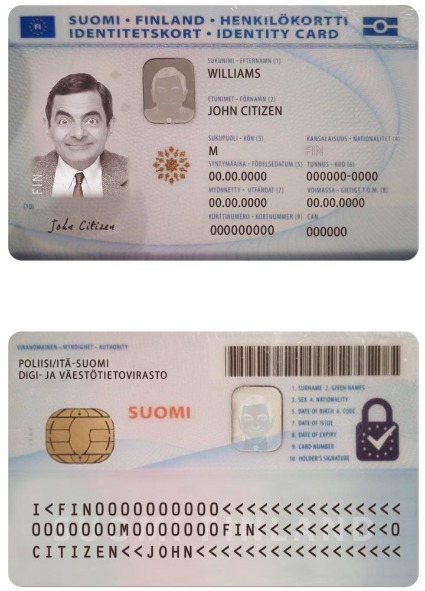 SUOMI • FINLAND • HENKILÖKORTTI
IDENTITETSKORT • IDENTITY CARD
SUKUNIMI • EFTERNAMN (1)
WILLIAMS
ETUNIMET • FÖRNAMN (2)
JOHN CITIZEN
SUKUPUOLI • KÖN (3) KANSALAISUUS • NATIONALITET (4)
M FIN
SYNTYMÄAIKA • FÖDELSEDATUM (5) TUNNUS • KOD (6)
00.00.0000 000000-0000
MYÖNNETTY • UTFÄRDAT (7) VOIMASSA • GILTIGT T.O.M. (8)
00.00.0000 00.00.0000
KORTTINUMERO • KORTNUMMER (9) CAN
000000000 000000
FIN
(10)
John Citizen
VIRANOMAINEN • MYNDIGHET • AUTHORITY
POLIISI/ITÄ-SUOMI
DIGI- JA VÄESTÖTIETOVIRASTO
SUOMI
1. SURNAME 2. GIVEN NAMES
3. SEX 4. NATIONALITY
5. DATE OF BIRTH 6. CODE
7. DATE OF ISSUE
8. DATE OF EXPIRY
9. CARD NUMBER
10. HOLDER'S SIGNATURE
SUOMI FINLAND
I<FIN0000000000<<<<<<<<<<<<<<<
0000000M0000000FIN<<<<<<<<<<<0
CITIZEN<<JOHN<<<<<<<<<<<<<<<<<